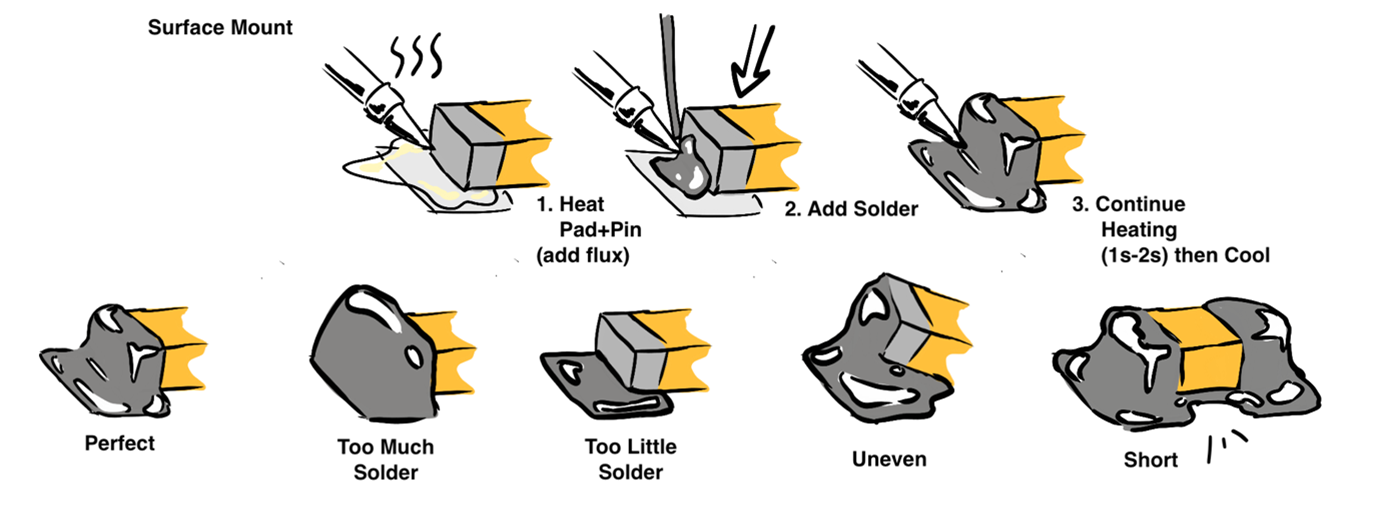 Surface Mount
1. Heat
Pad+Pin
(add flux)
2. Add Solder
3. Continue
Heating
(1s-2s) then Cool
Perfect
Too Much
Solder
Too Little
Solder
Uneven
Short